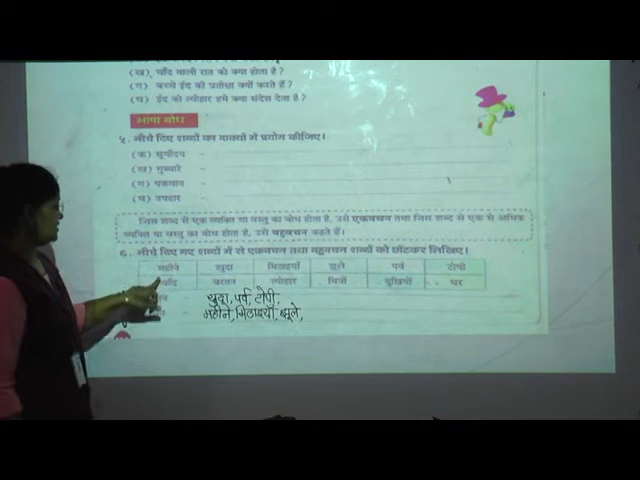 (ख) चाँद वाली रात को क्या होता है?
(ग) बच्चे ईद की प्रतीक्षा क्यों करते हैं?
(घ) ईद का त्योहार हमें क्या संदेश देता है?
भाषा बोध
५. नीचे दिए शब्दों का वाक्यों में प्रयोग कीजिए।
(क) सूर्योदय -
(ख) गुब्बारे -
(ग) पकवान -
(घ) उपहार -
जिस शब्द से एक व्यक्ति या वस्तु का बोध होता है, उसे एकवचन तथा जिस शब्द से एक से अधिक
व्यक्ति या वस्तु का बोध होता है, उसे बहुवचन कहते हैं।
6. नीचे दिए गए शब्दों में से एकवचन तथा बहुवचन शब्दों को छाँटकर लिखिए।
महीने खुदा मिठाइयाँ झूले पर्व टोपी
चाँद बरतन त्योहार मित्रों दुखियों घर
खुदा, पर्व, टोपी,
महीने, मिठाइयाँ, झूले,